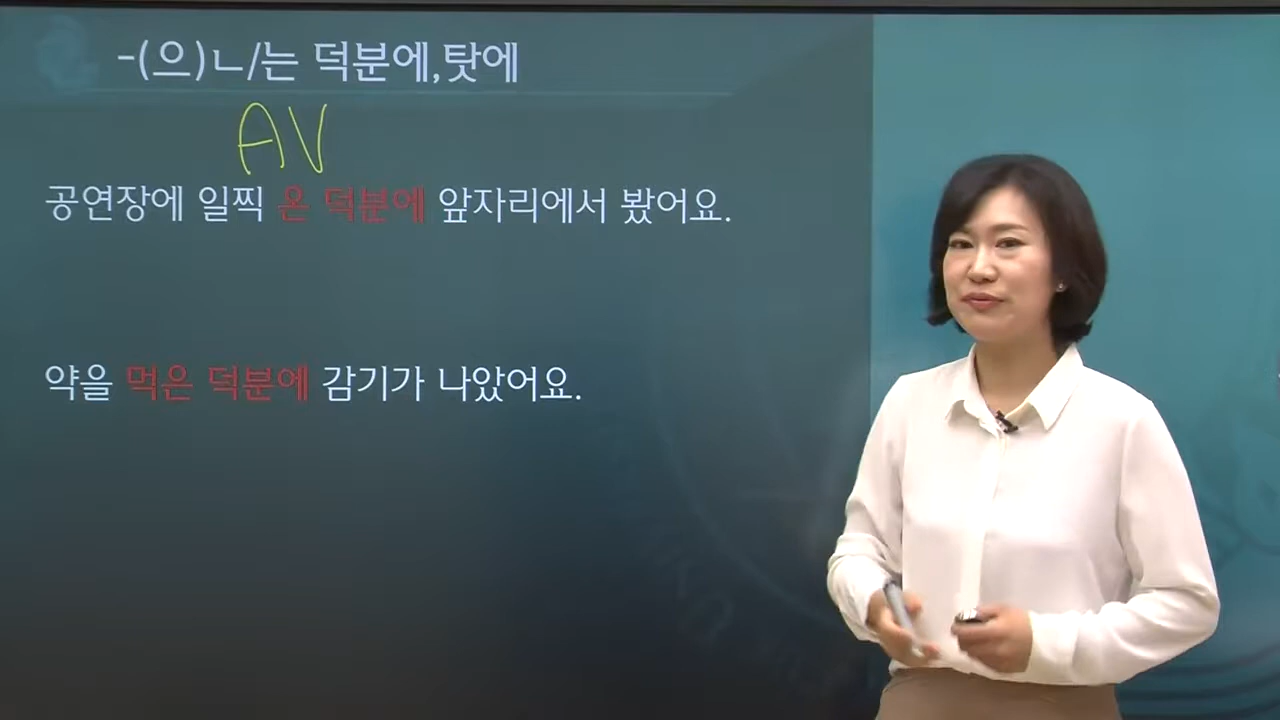 -(으)ㄴ/는 덕분에,탓에
AV
공연장에 일찍 온 덕분에 앞자리에서 봤어요.
약을 먹은 덕분에 감기가 나았어요.